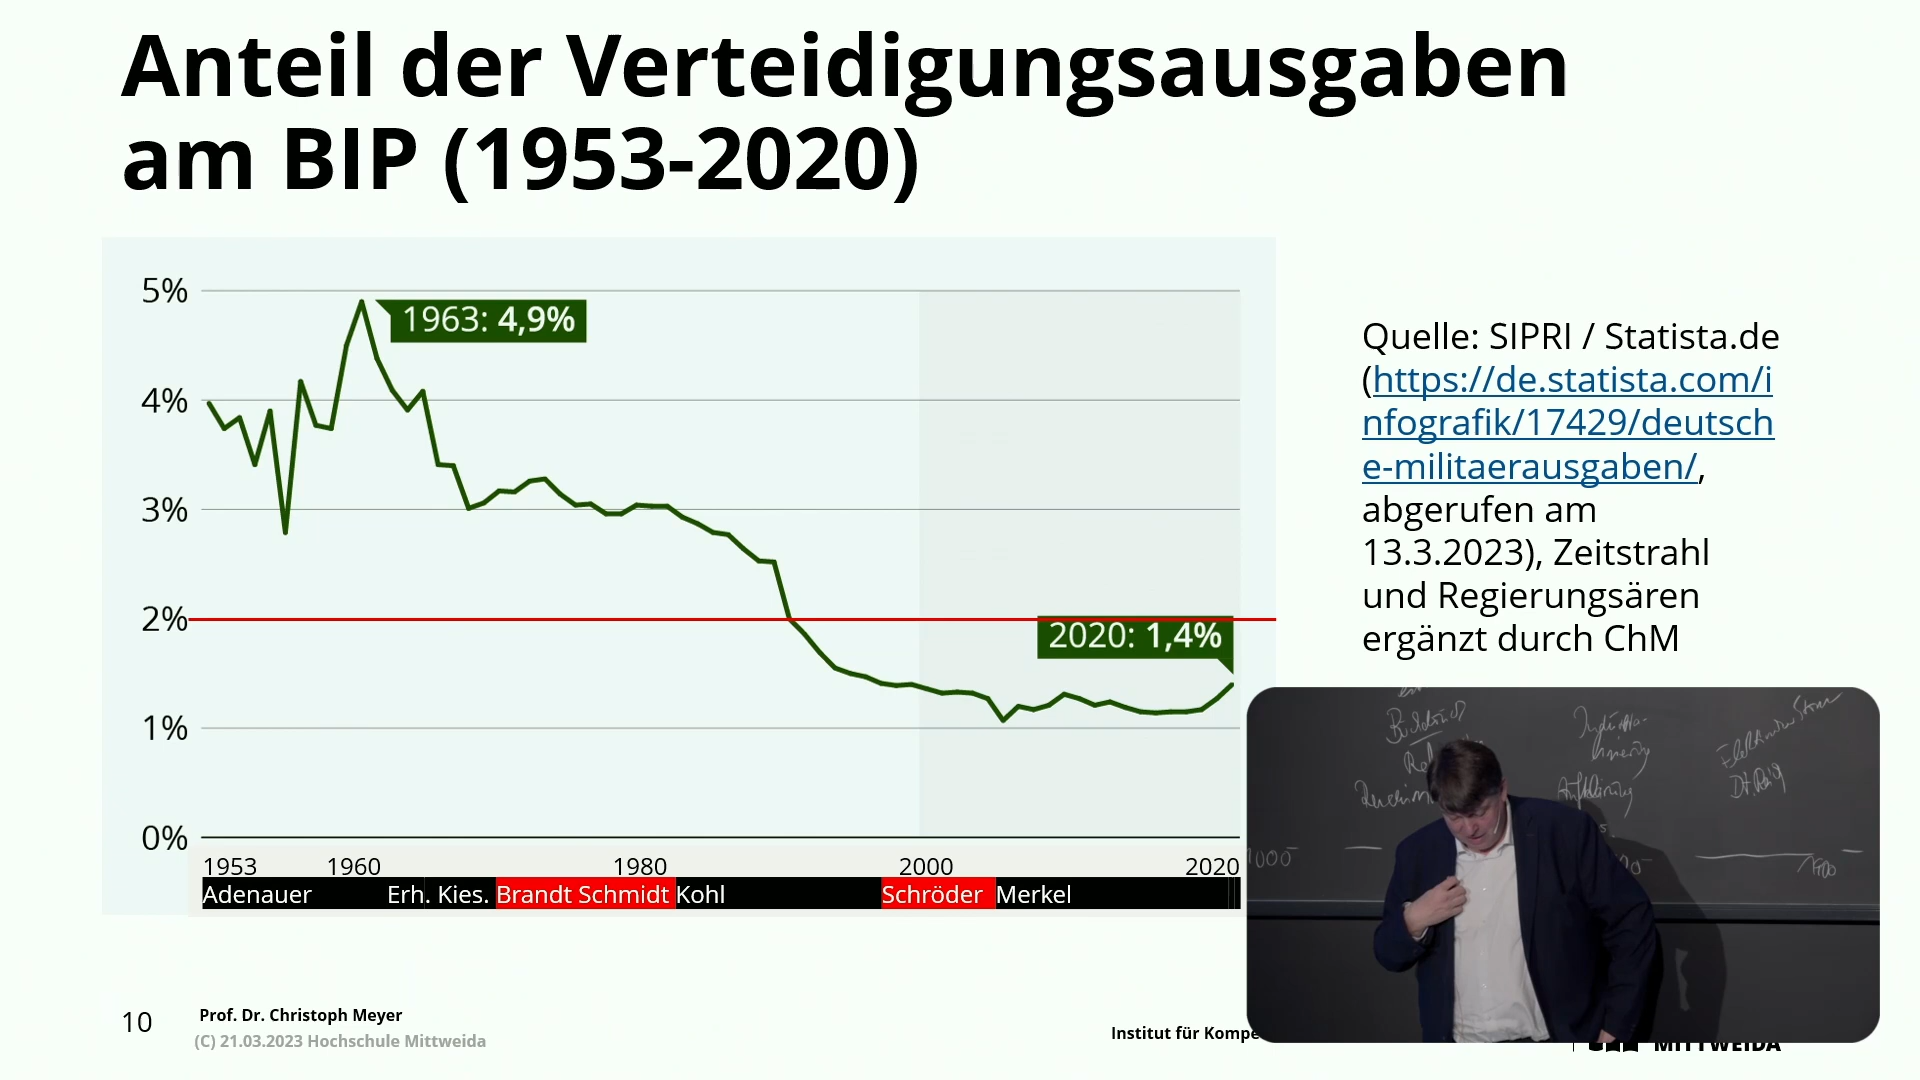 Anteil der Verteidigungsausgaben
am BIP (1953-2020)
5%
1963: 4,9%
4%
3%
2%
2020: 1,4%
1%
0%
1953 1960 1980 2000 2020
Adenauer Erh. Kies. Brandt Schmidt Kohl Schröder Merkel
Quelle: SIPRI / Statista.de
(https://de.statista.com/i
nfografik/17429/deutsch
e-militaerausgaben/,
abgerufen am
13.3.2023), Zeitstrahl
und Regierungsären
ergänzt durch ChM
10
Prof. Dr. Christoph Meyer
(C) 21.03.2023 Hochschule Mittweida
Institut für
MITTWEIDA